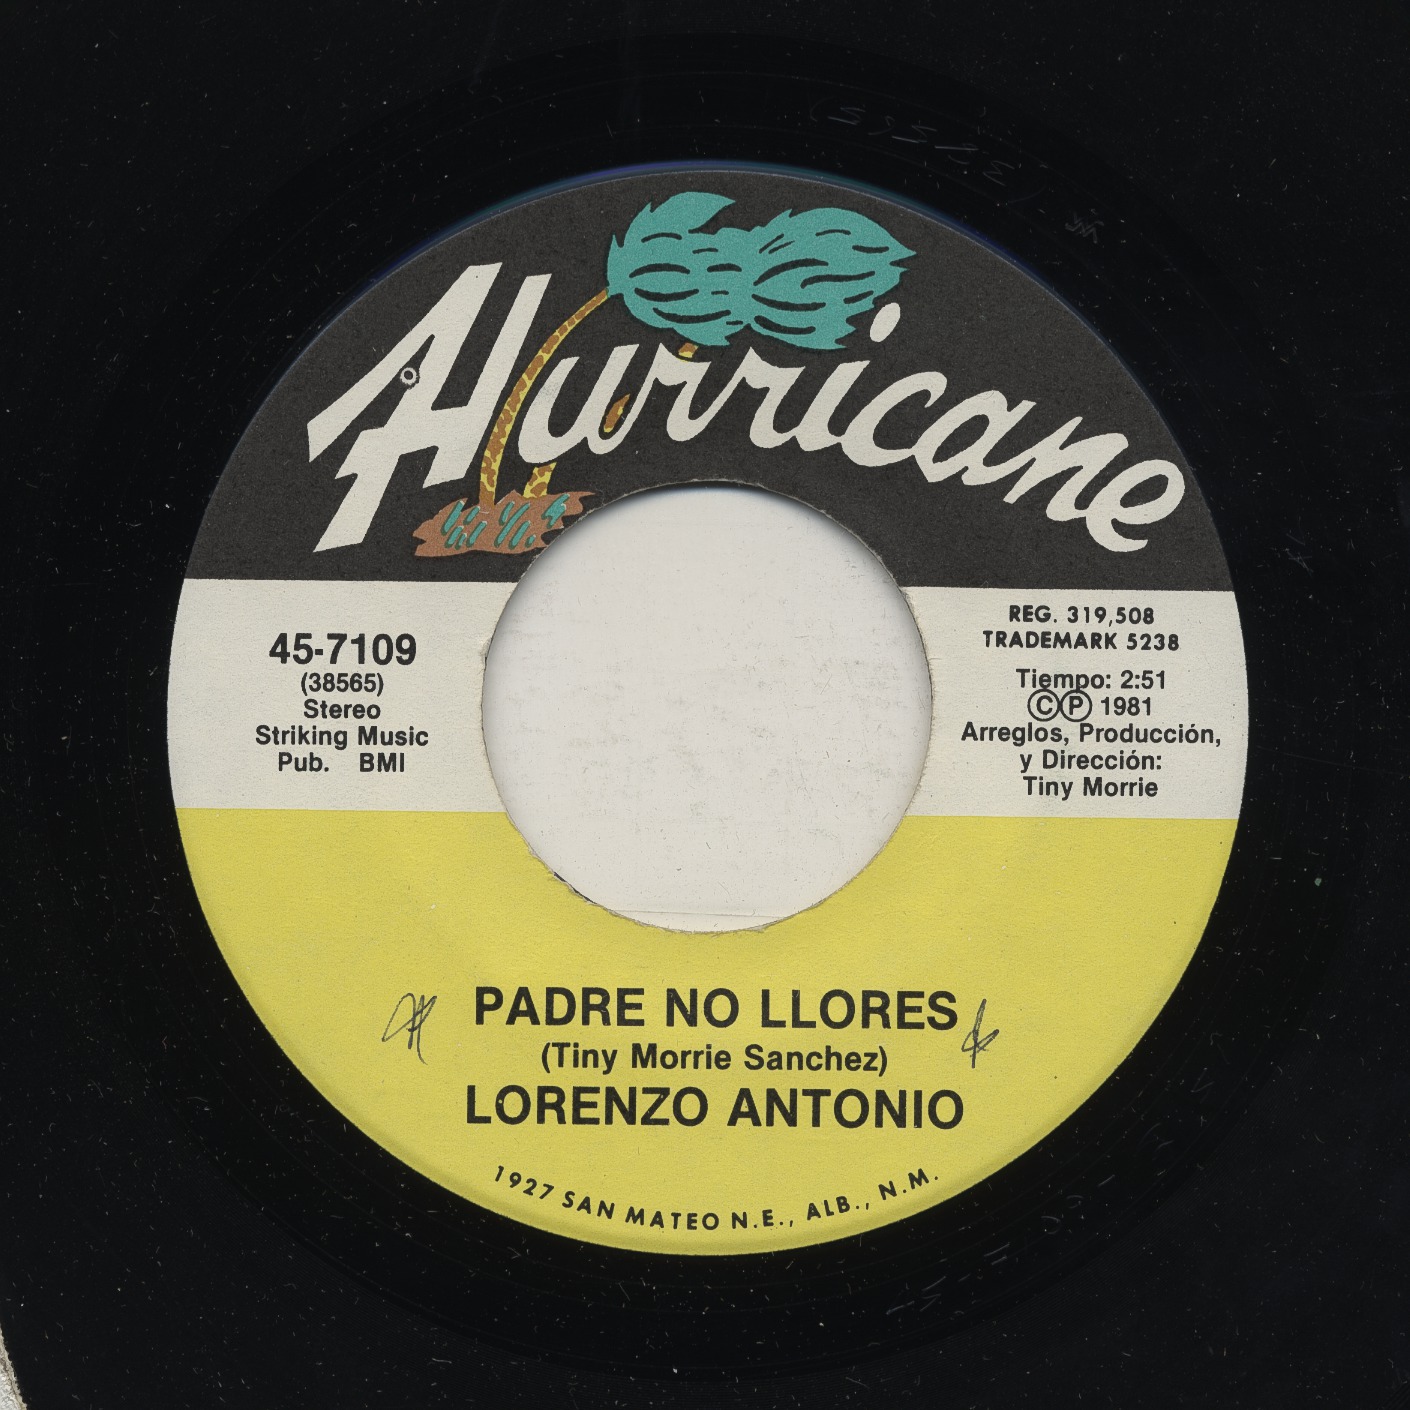 Hurricane
45-7109
(38565)
Stereo
Striking Music
Pub. BMI
REG. 319,508
TRADEMARK 5238
Tiempo: 2:51
©℗ 1981
Arreglos, Producción,
y Dirección:
Tiny Morrie
PADRE NO LLORES
(Tiny Morrie Sanchez)
LORENZO ANTONIO
1927 SAN MATEO N.E., ALB., N.M.